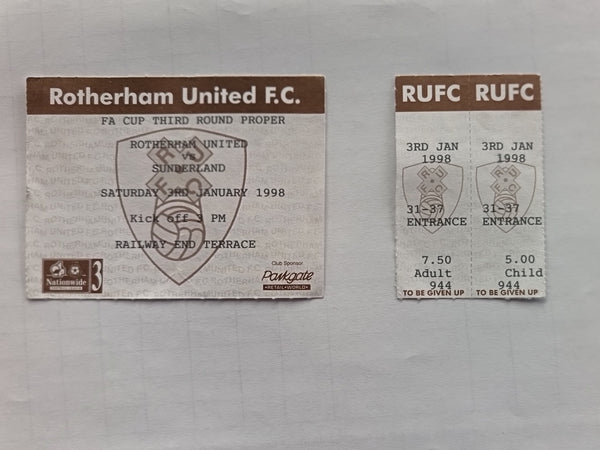 Rotherham United F.C.
FA CUP THIRD ROUND PROPER
ROTHERHAM UNITED
vs
SUNDERLAND
SATURDAY 3RD JANUARY 1998
Kick off 3 PM
RAILWAY END TERRACE
Club Sponsor
Parkgate
RETAIL WORLD
Nationwide
FOOTBALL LEAGUE
3
RUFC
3RD JAN
1998
31-37
ENTRANCE
7.50
Adult
944
TO BE GIVEN UP
RUFC
3RD JAN
1998
31-37
ENTRANCE
5.00
Child
944
TO BE GIVEN UP